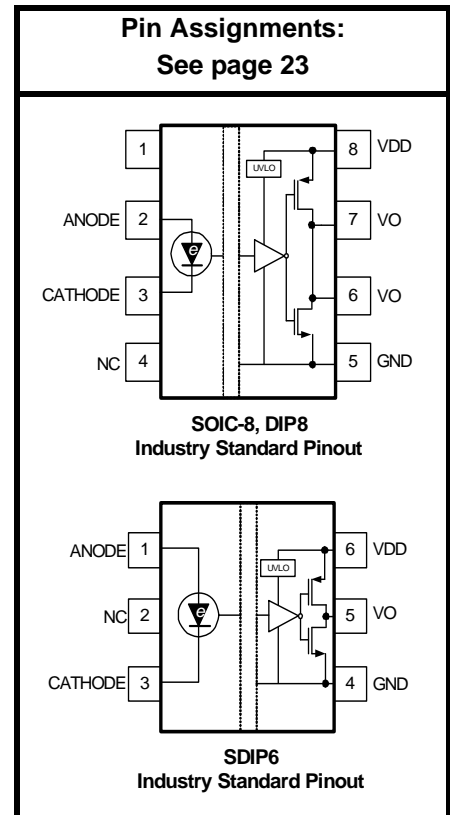 Pin Assignments:
See page 23
1
8 VDD
UVLO
ANODE 2
7 VO
e
CATHODE 3
6 VO
NC 4
5 GND
SOIC-8, DIP8
Industry Standard Pinout
ANODE 1
6 VDD
UVLO
NC 2
e
5 VO
CATHODE 3
4 GND
SDIP6
Industry Standard Pinout